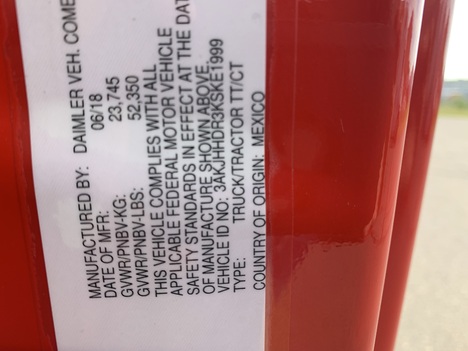 MANUFACTURED BY: DAIMLER VEH. COME
DATE OF MFR: 06/18
GVWR/PNBV-KG: 23,745
GVWR/PNBV-LBS: 52,350
THIS VEHICLE COMPLIES WITH ALL
APPLICABLE FEDERAL MOTOR VEHICLE
SAFETY STANDARDS IN EFFECT AT THE DAT
OF MANUFACTURE SHOWN ABOVE.
VEHICLE ID NO: 3AKJHHDR3KSKE1999
TYPE: TRUCK/TRACTOR TT/CT
COUNTRY OF ORIGIN: MEXICO